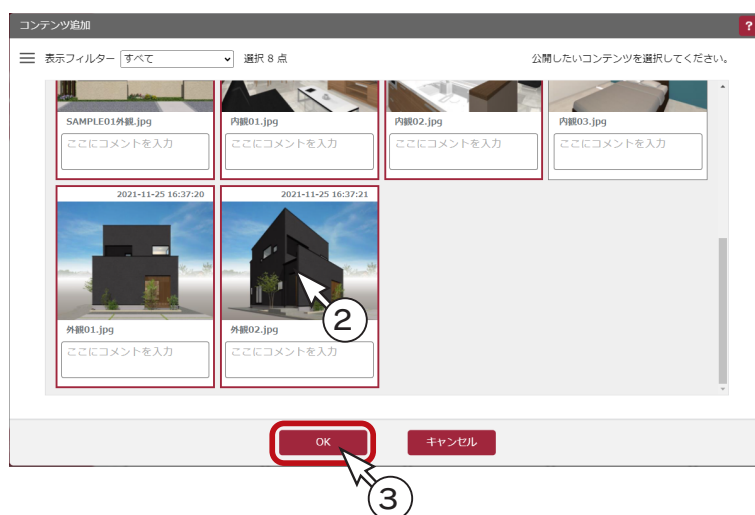 コンテンツ追加
?
表示フィルター すべて 選択 8 点 公開したいコンテンツを選択してください。
SAMPLE01外観.jpg 内観01.jpg 内観02.jpg 内観03.jpg
ここにコメントを入力 ここにコメントを入力 ここにコメントを入力 ここにコメントを入力
2021-11-25 16:37:20 2021-11-25 16:37:21
②
外観01.jpg 外観02.jpg
ここにコメントを入力 ここにコメントを入力
OK キャンセル
③